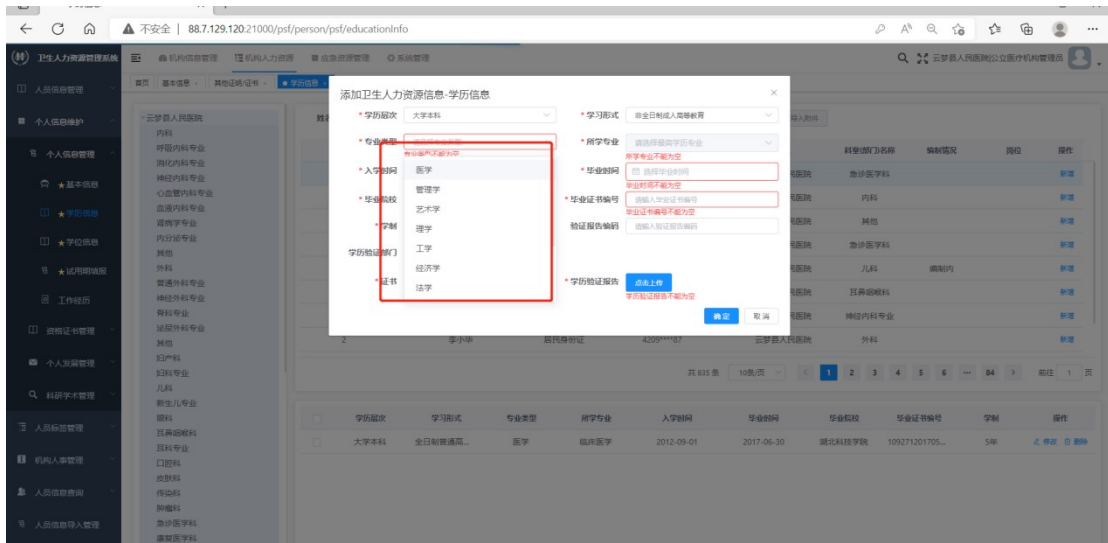 不安全 | 88.7.129.120:21000/psf/person/psf/educationInfo
卫生人力资源管理系统
机构信息管理 机构人力资源 应急资源管理 系统管理
云梦县人民医院公立医疗机构管理员
首页 基本信息 其他证明/证书 学历信息
人员信息管理
个人信息维护
个人信息管理
★基本信息
★学历信息
★学位信息
★试用期填报
工作经历
资格证书管理
个人发展管理
科研学术管理
人员标签管理
机构人事管理
人员信息查询
人员信息导入管理
云梦县人民医院
内科
呼吸内科专业
消化内科专业
神经内科专业
心血管内科专业
血液内科专业
肾病学专业
内分泌专业
其他
外科
普通外科专业
神经外科专业
骨科专业
泌尿外科专业
其他
妇产科
妇科专业
儿科
新生儿专业
眼科
耳鼻咽喉科
耳科专业
口腔科
皮肤科
传染科
肿瘤科
急诊医学科
康复医学科
添加卫生人力资源信息-学历信息
* 学历层次 大学本科 * 学习形式 非全日制成人高等教育
* 专业类型 * 所学专业 请选择最高学历专业
专业类型不能为空 所学专业不能为空
* 入学时间 * 毕业时间 选择毕业时间
毕业时间不能为空
* 毕业院校 * 毕业证书编号 请输入毕业证书编号
毕业证书编号不能为空
* 学制 验证报告编码 请输入验证报告编码
学历验证部门
* 证书 * 学历验证报告 点击上传
学历验证报告不能为空
医学
管理学
艺术学
理学
工学
经济学
法学
确定 取消
科室(部门)名称 编制情况 岗位 操作
急诊医学科 新增
内科 新增
其他 新增
急诊医学科 新增
儿科 编制内 新增
耳鼻咽喉科 新增
神经内科专业 新增
2 李小华 居民身份证 4209****87 云梦县人民医院 外科 新增
共 835 条 10条/页 1 2 3 4 5 6 ... 84 前往 1 页
学历层次 学习形式 专业类型 所学专业 入学时间 毕业时间 毕业院校 毕业证书编号 学制 操作
大学本科 全日制普通高... 医学 临床医学 2012-09-01 2017-06-30 湖北科技学院 109271201705... 5年 修改 删除